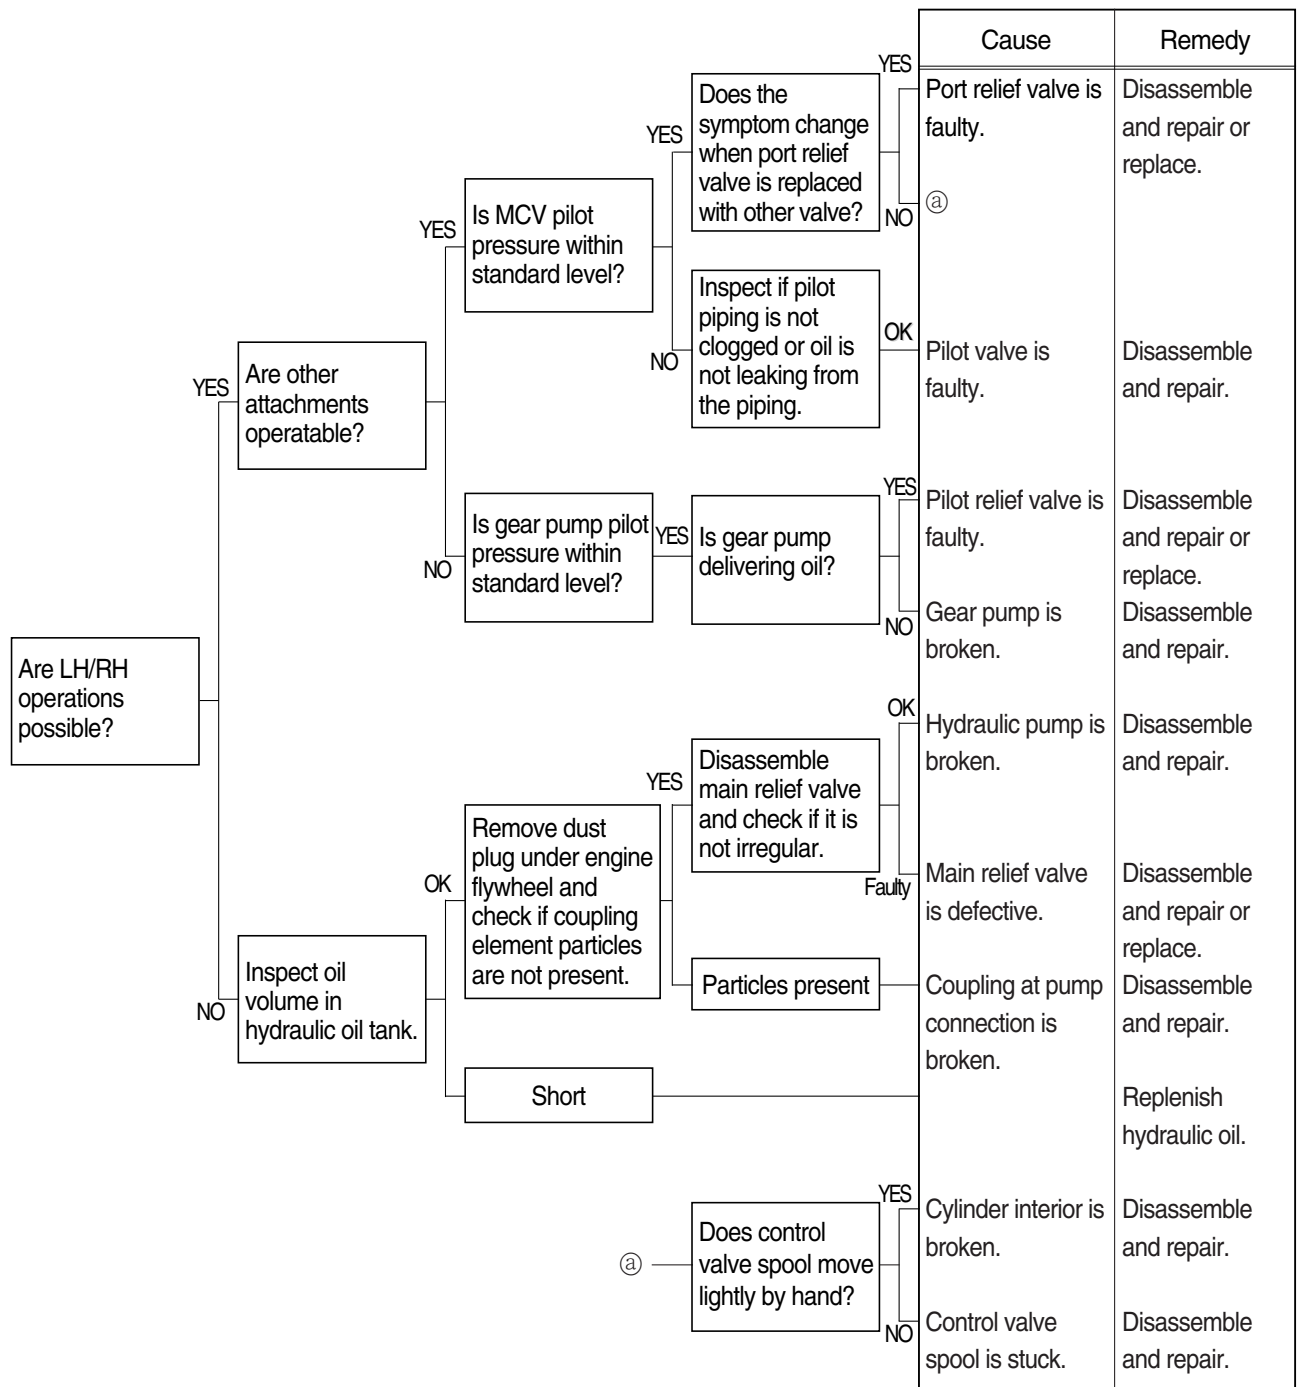 Cause
Remedy
YES
Does the
symptom change
when port relief
valve is replaced
with other valve?
YES
Port relief valve is
faulty.
Disassemble
and repair or
replace.
NO
ⓐ
Is MCV pilot
pressure within
standard level?
YES
NO
Inspect if pilot
piping is not
clogged or oil is
not leaking from
the piping.
OK
Pilot valve is
faulty.
Disassemble
and repair.
YES
Are other
attachments
operatable?
NO
Is gear pump pilot
pressure within
standard level?
YES
Is gear pump
delivering oil?
YES
Pilot relief valve is
faulty.
Disassemble
and repair or
replace.
NO
Gear pump is
broken.
Disassemble
and repair.
Are LH/RH
operations
possible?
NO
Inspect oil
volume in
hydraulic oil tank.
OK
Remove dust
plug under engine
flywheel and
check if coupling
element particles
are not present.
YES
Disassemble
main relief valve
and check if it is
not irregular.
OK
Hydraulic pump is
broken.
Disassemble
and repair.
Faulty
Main relief valve
is defective.
Disassemble
and repair or
replace.
Particles present
Coupling at pump
connection is
broken.
Disassemble
and repair.
Short
Replenish
hydraulic oil.
ⓐ
Does control
valve spool move
lightly by hand?
YES
Cylinder interior is
broken.
Disassemble
and repair.
NO
Control valve
spool is stuck.
Disassemble
and repair.